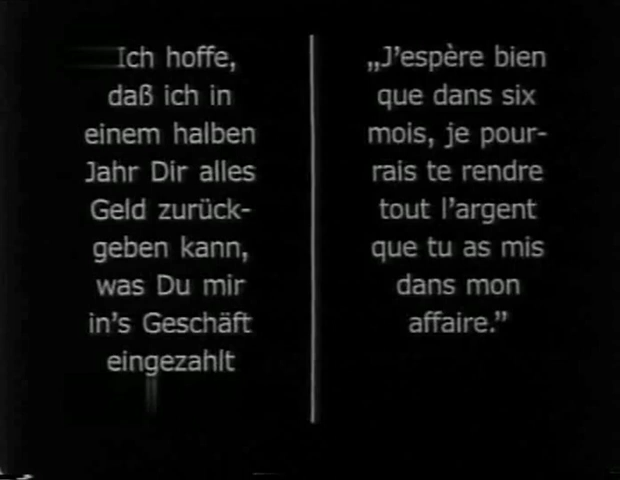 Ich hoffe,
daß ich in
einem halben
Jahr Dir alles
Geld zurück-
geben kann,
was Du mir
in's Geschäft
eingezahlt
„J'espère bien
que dans six
mois, je pour-
rais te rendre
tout l'argent
que tu as mis
dans mon
affaire.”